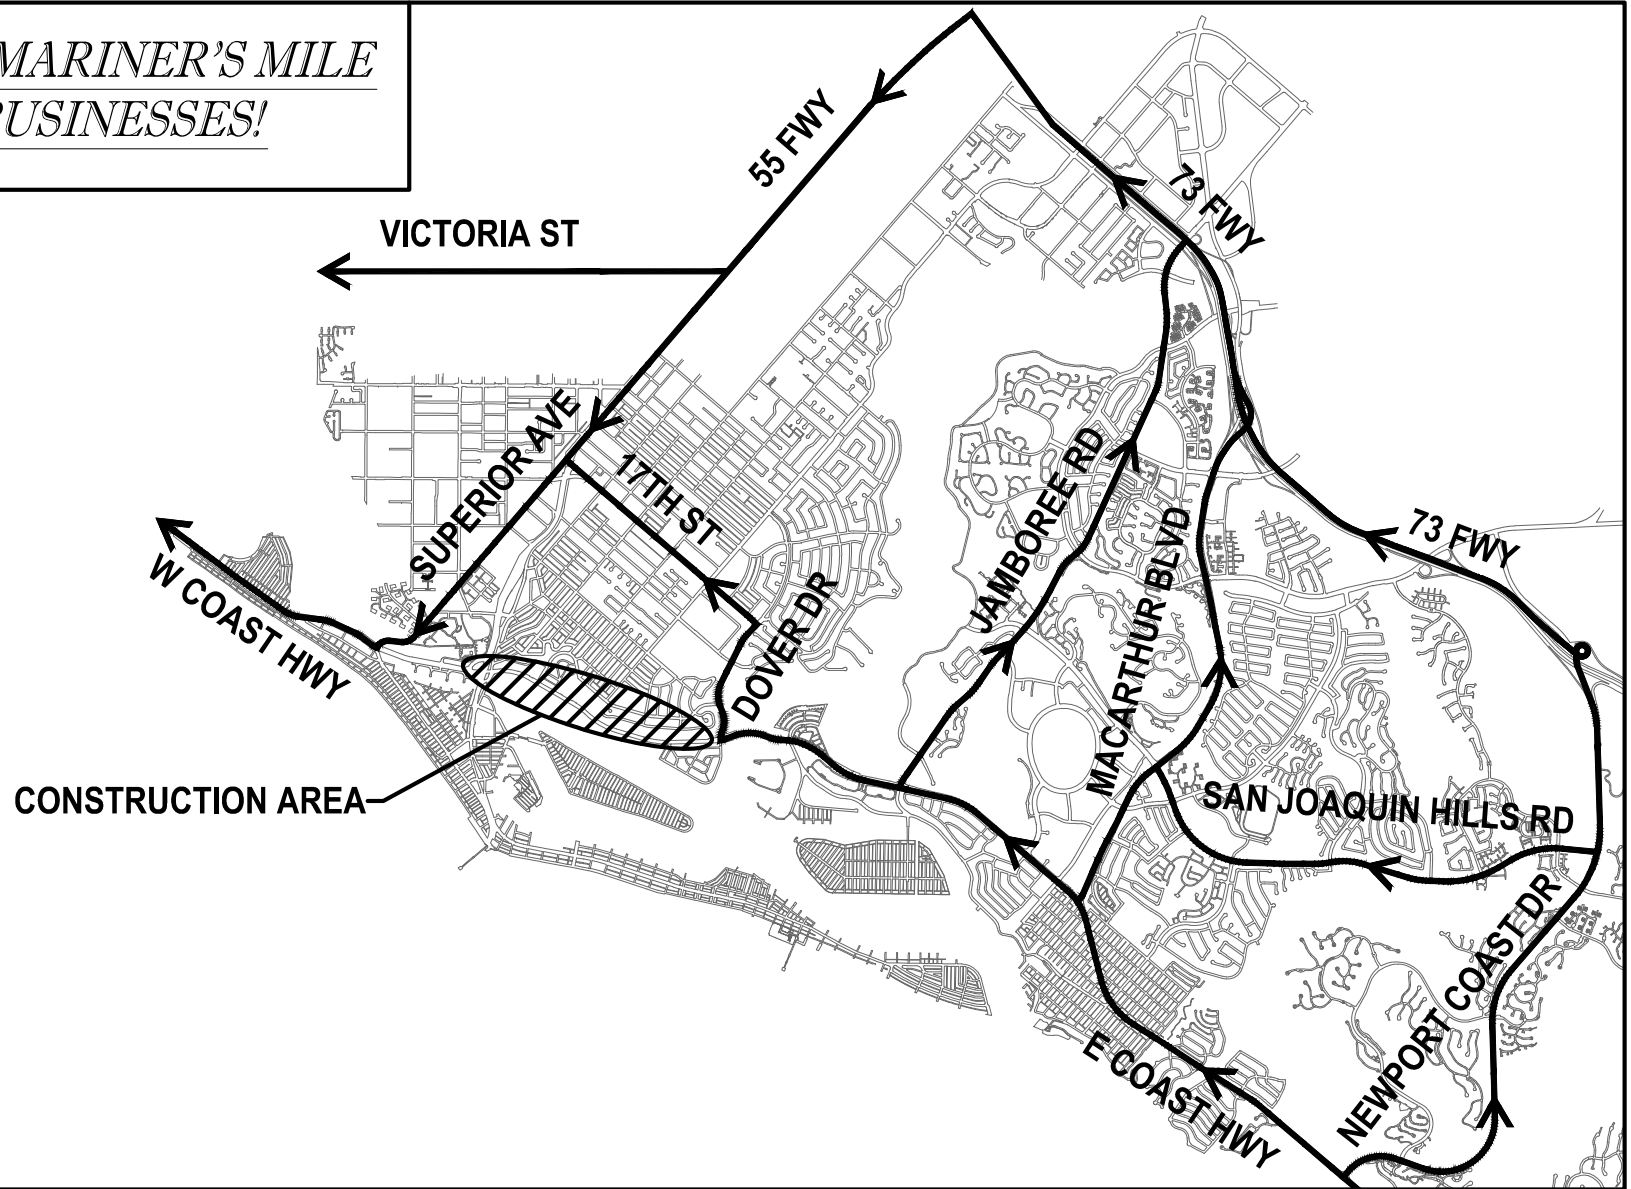 MARINER'S MILE
BUSINESSES!
55 FWY
73 FWY
VICTORIA ST
SUPERIOR AVE
17TH ST
JAMBOREE RD
MACARTHUR BLVD
73 FWY
W COAST HWY
DOVER DR
CONSTRUCTION AREA
SAN JOAQUIN HILLS RD
NEWPORT COAST DR
E COAST HWY